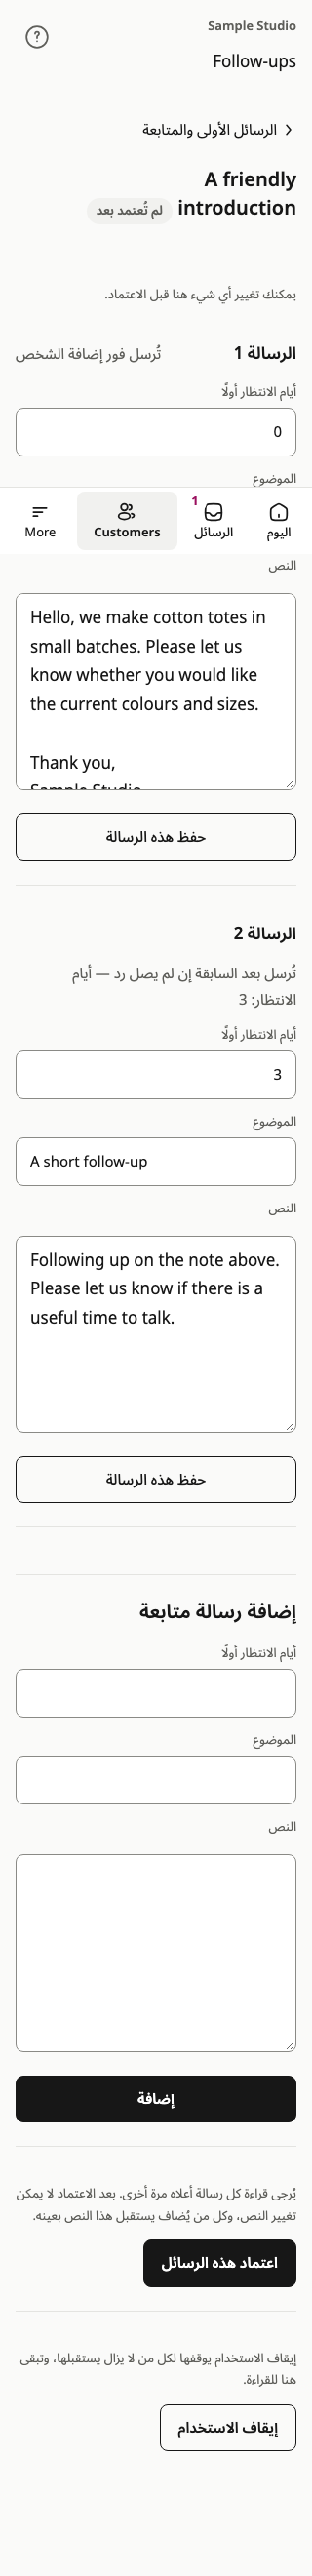 Sample Studio
Follow-ups
الرسائل الأولى والمتابعة
A friendly
introduction لم تُعتمد بعد
يمكنك تغيير أي شيء هنا قبل الاعتماد.
الرسالة 1 تُرسل فور إضافة الشخص
أيام الانتظار أولًا
0
الموضوع
اليوم
الرسائل 1
Customers
More
النص
Hello, we make cotton totes in
small batches. Please let us
know whether you would like
the current colours and sizes.
Thank you,
Sample Studio
حفظ هذه الرسالة
الرسالة 2
تُرسل بعد السابقة إن لم يصل رد — أيام
الانتظار: 3
أيام الانتظار أولًا
3
الموضوع
A short follow-up
النص
Following up on the note above.
Please let us know if there is a
useful time to talk.
حفظ هذه الرسالة
إضافة رسالة متابعة
أيام الانتظار أولًا
الموضوع
النص
إضافة
يُرجى قراءة كل رسالة أعلاه مرة أخرى. بعد الاعتماد لا يمكن
تغيير النص، وكل من يُضاف يستقبل هذا النص بعينه.
اعتماد هذه الرسائل
إيقاف الاستخدام يوقفها لكل من لا يزال يستقبلها، وتبقى
هنا للقراءة.
إيقاف الاستخدام